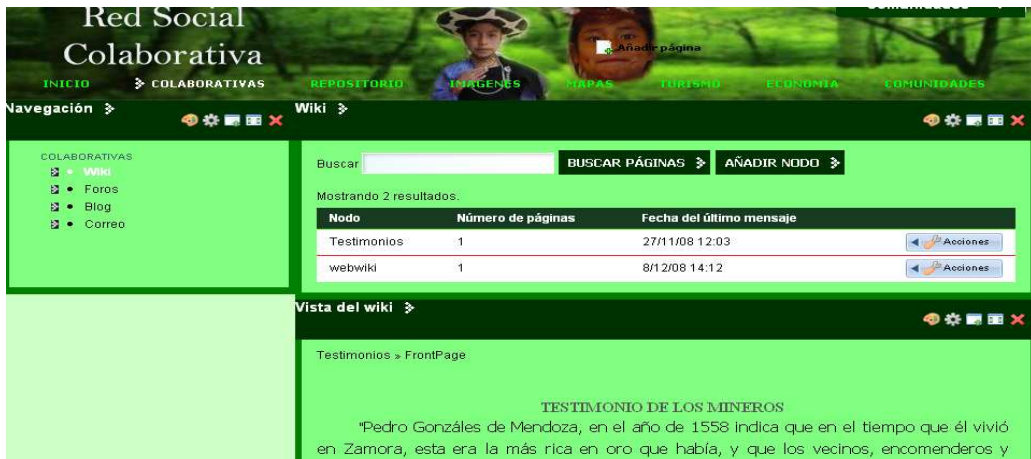 Red Social
Colaborativa
Añadir página
INICIO COLABORATIVAS REPOSITORIO IMAGENES MAPAS TURISMO ECONOMIA COMUNIDADES
Navegación
COLABORATIVAS
Wiki
Foros
Blog
Correo
Wiki
Buscar BUSCAR PÁGINAS AÑADIR NODO
Mostrando 2 resultados.
Nodo Número de páginas Fecha del último mensaje
Testimonios 1 27/11/08 12:03 Acciones
webwiki 1 8/12/08 14:12 Acciones
Vista del wiki
Testimonios » FrontPage
TESTIMONIO DE LOS MINEROS
"Pedro Gonzáles de Mendoza, en el año de 1558 indica que en el tiempo que él vivió
en Zamora, esta era la más rica en oro que había, y que los vecinos, encomenderos y